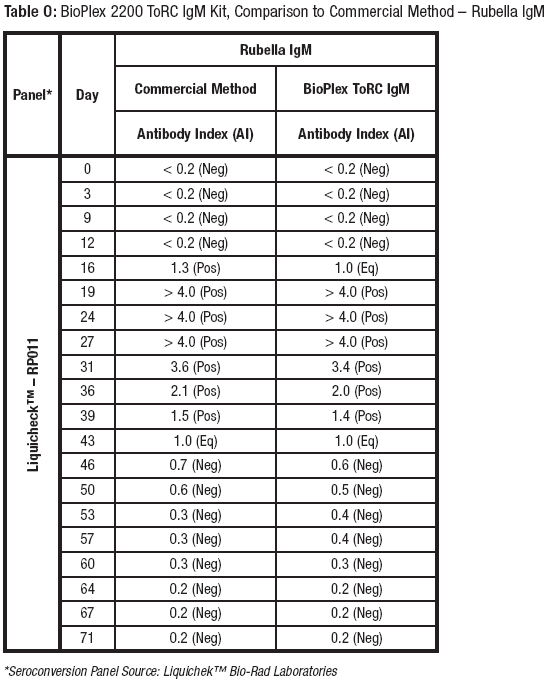 Table O: BioPlex 2200 ToRC IgM Kit, Comparison to Commercial Method – Rubella IgM
Panel* Day Rubella IgM
Commercial Method BioPlex ToRC IgM
Antibody Index (AI) Antibody Index (AI)
Liquicheck™ – RP011
0 < 0.2 (Neg) < 0.2 (Neg)
3 < 0.2 (Neg) < 0.2 (Neg)
9 < 0.2 (Neg) < 0.2 (Neg)
12 < 0.2 (Neg) < 0.2 (Neg)
16 1.3 (Pos) 1.0 (Eq)
19 > 4.0 (Pos) > 4.0 (Pos)
24 > 4.0 (Pos) > 4.0 (Pos)
27 > 4.0 (Pos) > 4.0 (Pos)
31 3.6 (Pos) 3.4 (Pos)
36 2.1 (Pos) 2.0 (Pos)
39 1.5 (Pos) 1.4 (Pos)
43 1.0 (Eq) 1.0 (Eq)
46 0.7 (Neg) 0.6 (Neg)
50 0.6 (Neg) 0.5 (Neg)
53 0.3 (Neg) 0.4 (Neg)
57 0.3 (Neg) 0.4 (Neg)
60 0.3 (Neg) 0.3 (Neg)
64 0.2 (Neg) 0.2 (Neg)
67 0.2 (Neg) 0.2 (Neg)
71 0.2 (Neg) 0.2 (Neg)
*Seroconversion Panel Source: Liquichek™ Bio-Rad Laboratories